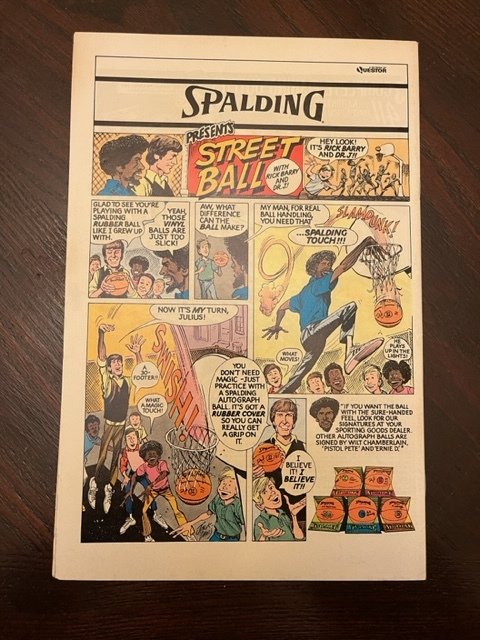 QUESTOR
SPALDING
PRESENTS
STREET
BALL
WITH
RICK BARRY
AND
DR.J!
HEY LOOK!
IT'S RICK BARRY
AND DR.J!!
GLAD TO SEE YOU'RE
PLAYING WITH A
SPALDING
RUBBER BALL
LIKE I GREW UP
WITH.
YEAH,
THOSE
VINYL
BALLS ARE
JUST TOO
SLICK!
AW, WHAT
DIFFERENCE
CAN THE
BALL MAKE?
MY MAN, FOR REAL
BALL HANDLING,
YOU NEED THAT
...SPALDING
TOUCH!!!
SLAMDUNK!
WHAT
MOVES!
HE
PLAYS
UP IN THE
LIGHTS!
NOW IT'S MY TURN,
JULIUS!
A
30-
FOOTER!!
WHAT
A MAGIC
TOUCH!
SWISH!!
YOU
DON'T NEED
MAGIC-JUST
PRACTICE WITH
A SPALDING
AUTOGRAPH
BALL. IT'S GOT A
RUBBER COVER
SO YOU CAN
REALLY GET
A GRIP ON
IT.
I
BELIEVE
IT! I
BELIEVE
IT!!
"IF YOU WANT THE BALL
WITH THE SURE-HANDED
FEEL, LOOK FOR OUR
SIGNATURES AT YOUR
SPORTING GOODS DEALER.
OTHER AUTOGRAPH BALLS ARE
SIGNED BY WILT CHAMBERLAIN,
'PISTOL PETE' AND 'ERNIE D.'"